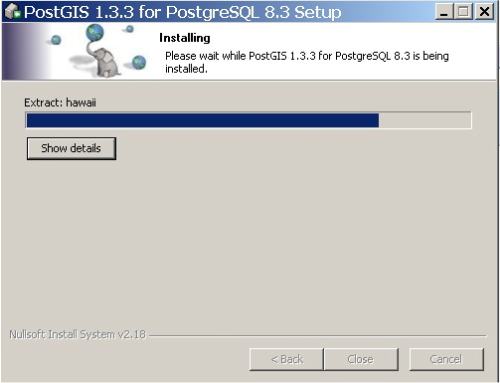 PostGIS 1.3.3 for PostgreSQL 8.3 Setup
Installing
Please wait while PostGIS 1.3.3 for PostgreSQL 8.3 is being
installed.
Extract: hawaii
Show details
Nullsoft Install System v2.18
< Back Close Cancel